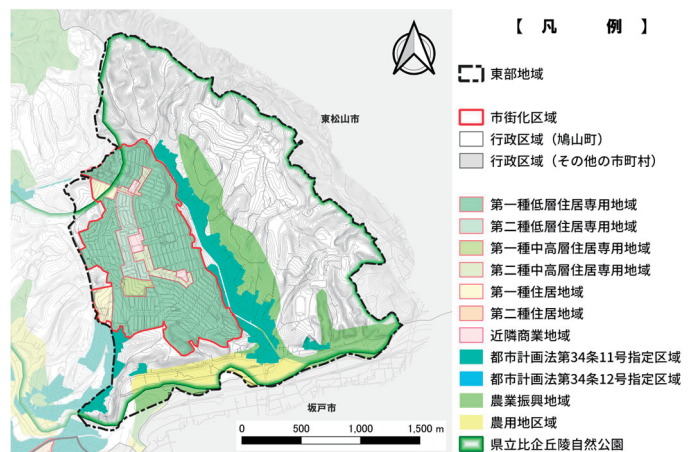 【 凡 例 】
東部地域
市街化区域
行政区域（鳩山町）
行政区域（その他の市町村）
第一種低層住居専用地域
第二種低層住居専用地域
第一種中高層住居専用地域
第二種中高層住居専用地域
第一種住居地域
第二種住居地域
近隣商業地域
都市計画法第34条11号指定区域
都市計画法第34条12号指定区域
農業振興地域
農用地区域
県立比企丘陵自然公園
東松山市
坂戸市
0 500 1,000 1,500 m